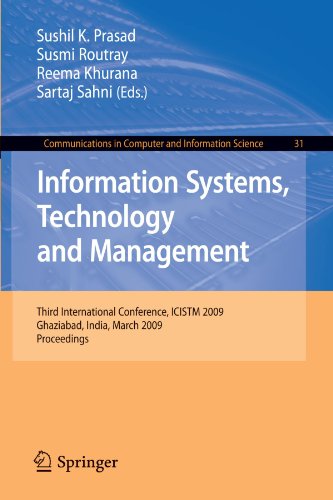 Sushil K. Prasad
Susmi Routray
Reema Khurana
Sartaj Sahni (Eds.)
Communications in Computer and Information Science 31
Information Systems,
Technology
and Management
Third International Conference, ICISTM 2009
Ghaziabad, India, March 2009
Proceedings
Springer